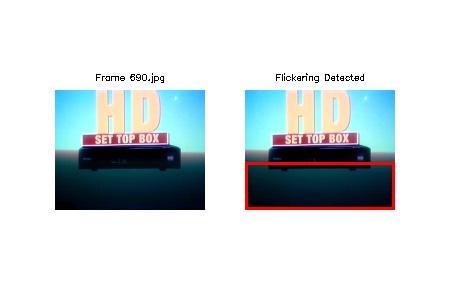 Frame 690.jpg
Flickering Detected
HD
SET TOP BOX
HD
SET TOP BOX